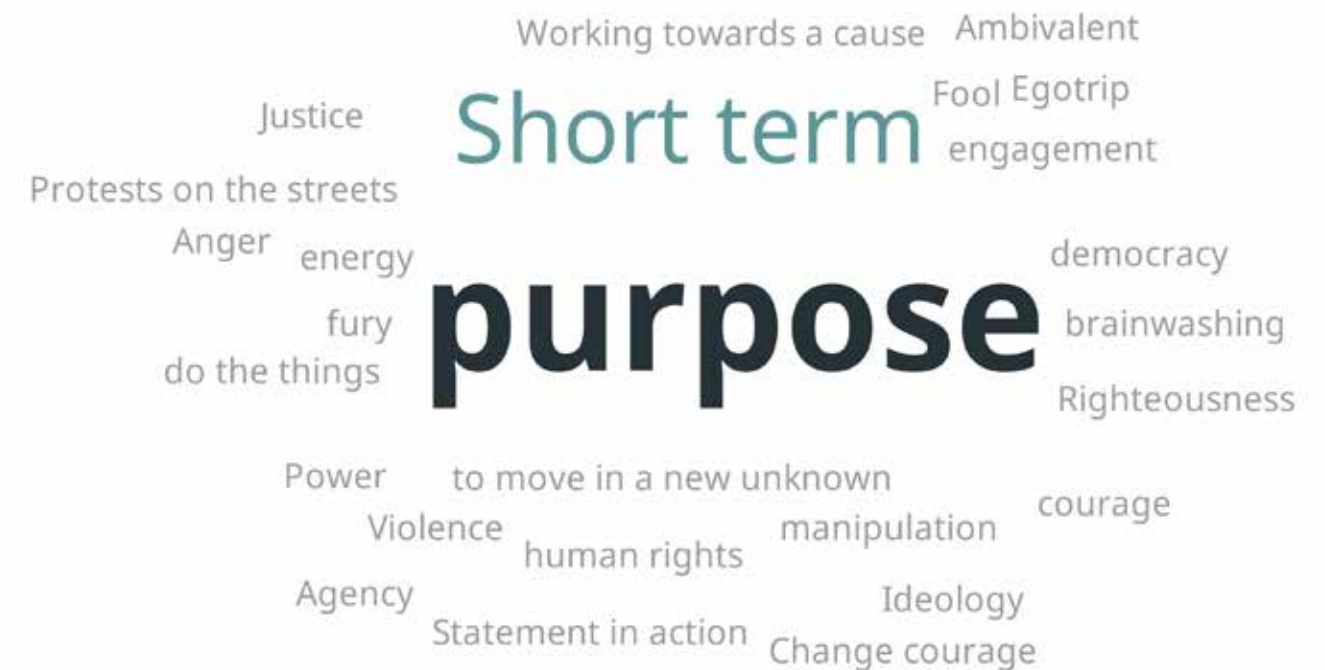 Working towards a cause
Ambivalent
Justice
Short term
Fool
Egotrip
engagement
Protests on the streets
Anger
energy
democracy
purpose
fury
brainwashing
do the things
Righteousness
Power
to move in a new unknown
courage
Violence
manipulation
human rights
Agency
Ideology
Statement in action
Change courage